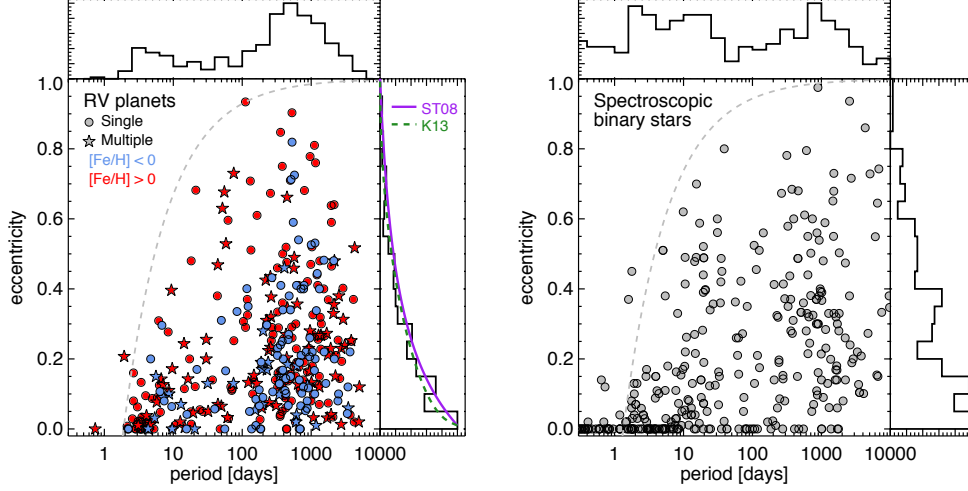 1.0
0.8
0.6
0.4
0.2
0.0
eccentricity
RV planets
Single
Multiple
[Fe/H] < 0
[Fe/H] > 0
ST08
K13
1
10
100
1000
10000
period [days]
1.0
0.8
0.6
0.4
0.2
0.0
eccentricity
Spectroscopic
binary stars
1
10
100
1000
10000
period [days]